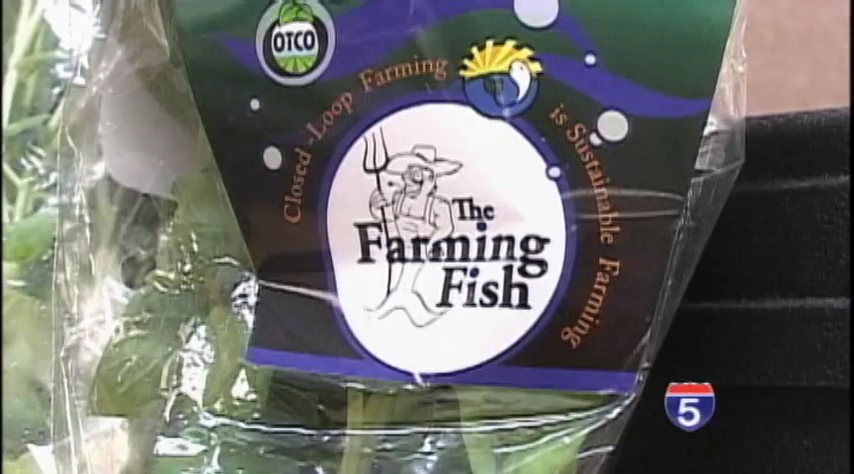 OTCO
Closed-Loop Farming
is Sustainable Farming
The
Farming
Fish
5